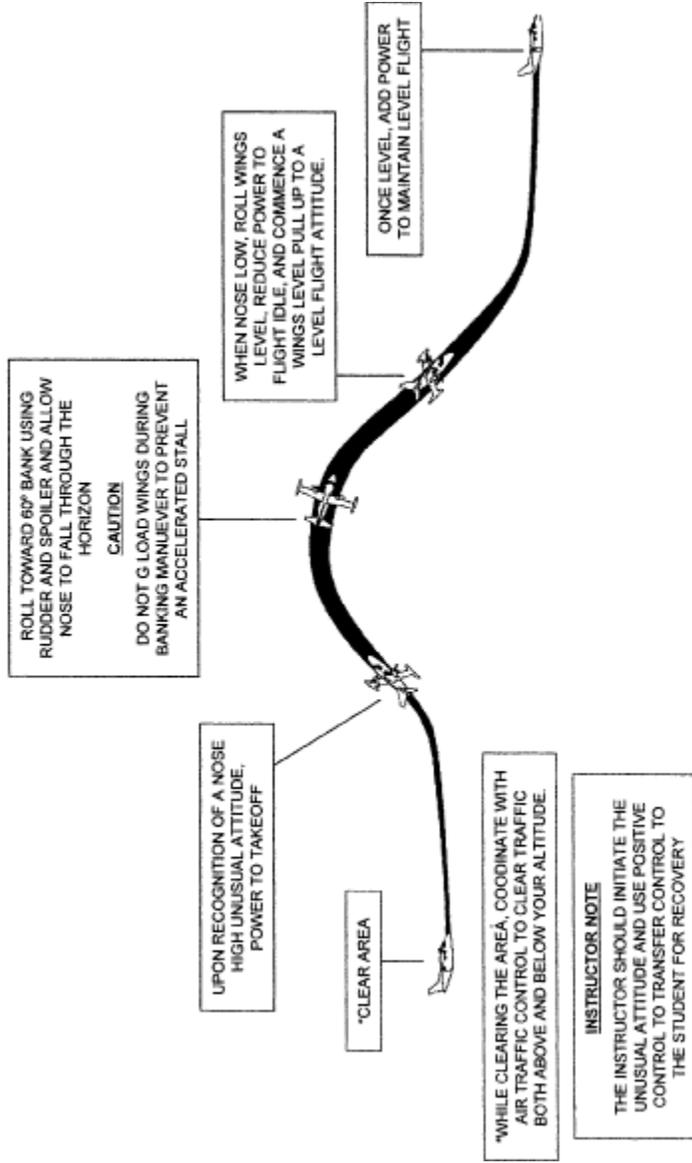 ROLL TOWARD 60° BANK USING
RUDDER AND SPOILER AND ALLOW
NOSE TO FALL THROUGH THE
HORIZON
CAUTION
DO NOT G LOAD WINGS DURING
BANKING MANUEVER TO PREVENT
AN ACCELERATED STALL
UPON RECOGNITION OF A NOSE
HIGH UNUSUAL ATTITUDE,
POWER TO TAKEOFF
WHEN NOSE LOW, ROLL WINGS
LEVEL, REDUCE POWER TO
FLIGHT IDLE, AND COMMENCE A
WINGS LEVEL PULL UP TO A
LEVEL FLIGHT ATTITUDE.
*CLEAR AREA
ONCE LEVEL, ADD POWER
TO MAINTAIN LEVEL FLIGHT
*WHILE CLEARING THE AREA, COODINATE WITH
AIR TRAFFIC CONTROL TO CLEAR TRAFFIC
BOTH ABOVE AND BELOW YOUR ALTITUDE.
INSTRUCTOR NOTE
THE INSTRUCTOR SHOULD INITIATE THE
UNUSUAL ATTITUDE AND USE POSITIVE
CONTROL TO TRANSFER CONTROL TO
THE STUDENT FOR RECOVERY